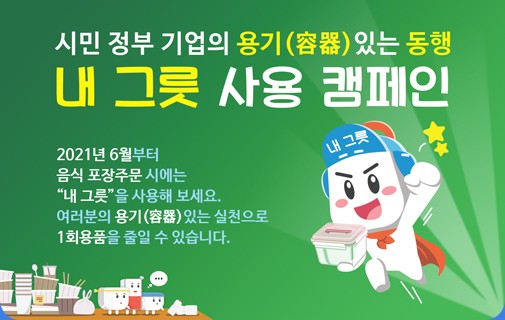 시민 정부 기업의 용기(容器)있는 동행
내 그릇 사용 캠페인
2021년 6월부터
음식 포장주문 시에는
“내 그릇”을 사용해 보세요.
여러분의 용기(容器)있는 실천으로
1회용품을 줄일 수 있습니다.
내 그릇